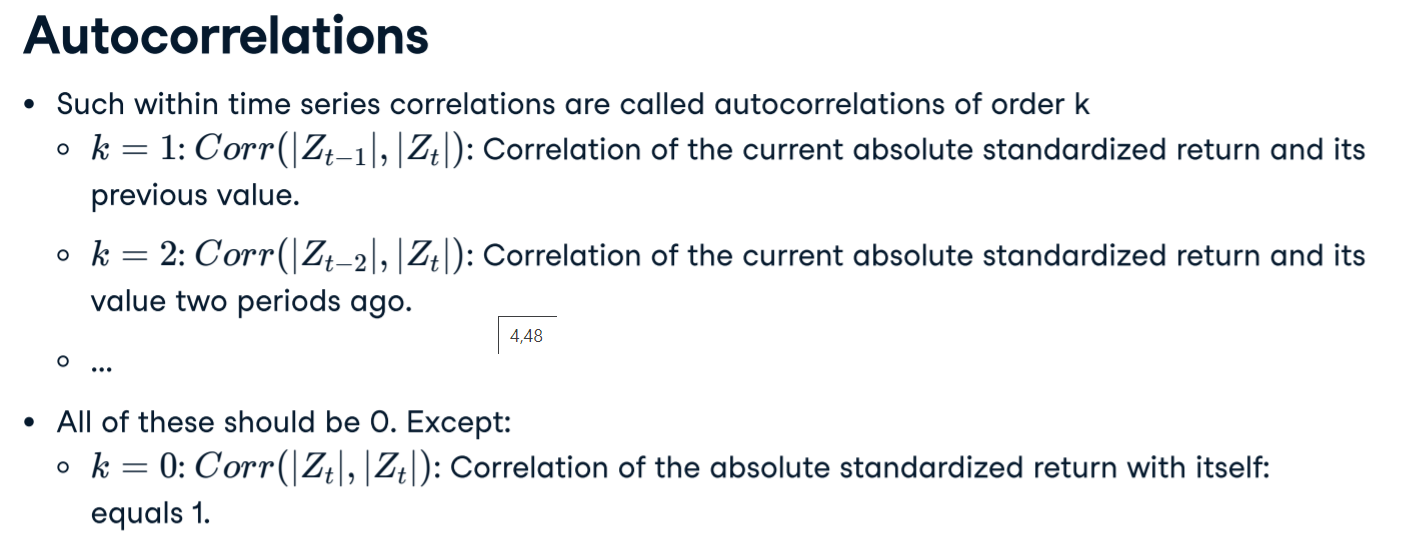 Autocorrelations
• Such within time series correlations are called autocorrelations of order k
∘ k = 1: Corr(|Z_{t−1}|, |Z_t|): Correlation of the current absolute standardized return and its
previous value.
∘ k = 2: Corr(|Z_{t−2}|, |Z_t|): Correlation of the current absolute standardized return and its
value two periods ago.
4,48
∘ ...
• All of these should be 0. Except:
∘ k = 0: Corr(|Z_t|, |Z_t|): Correlation of the absolute standardized return with itself:
equals 1.